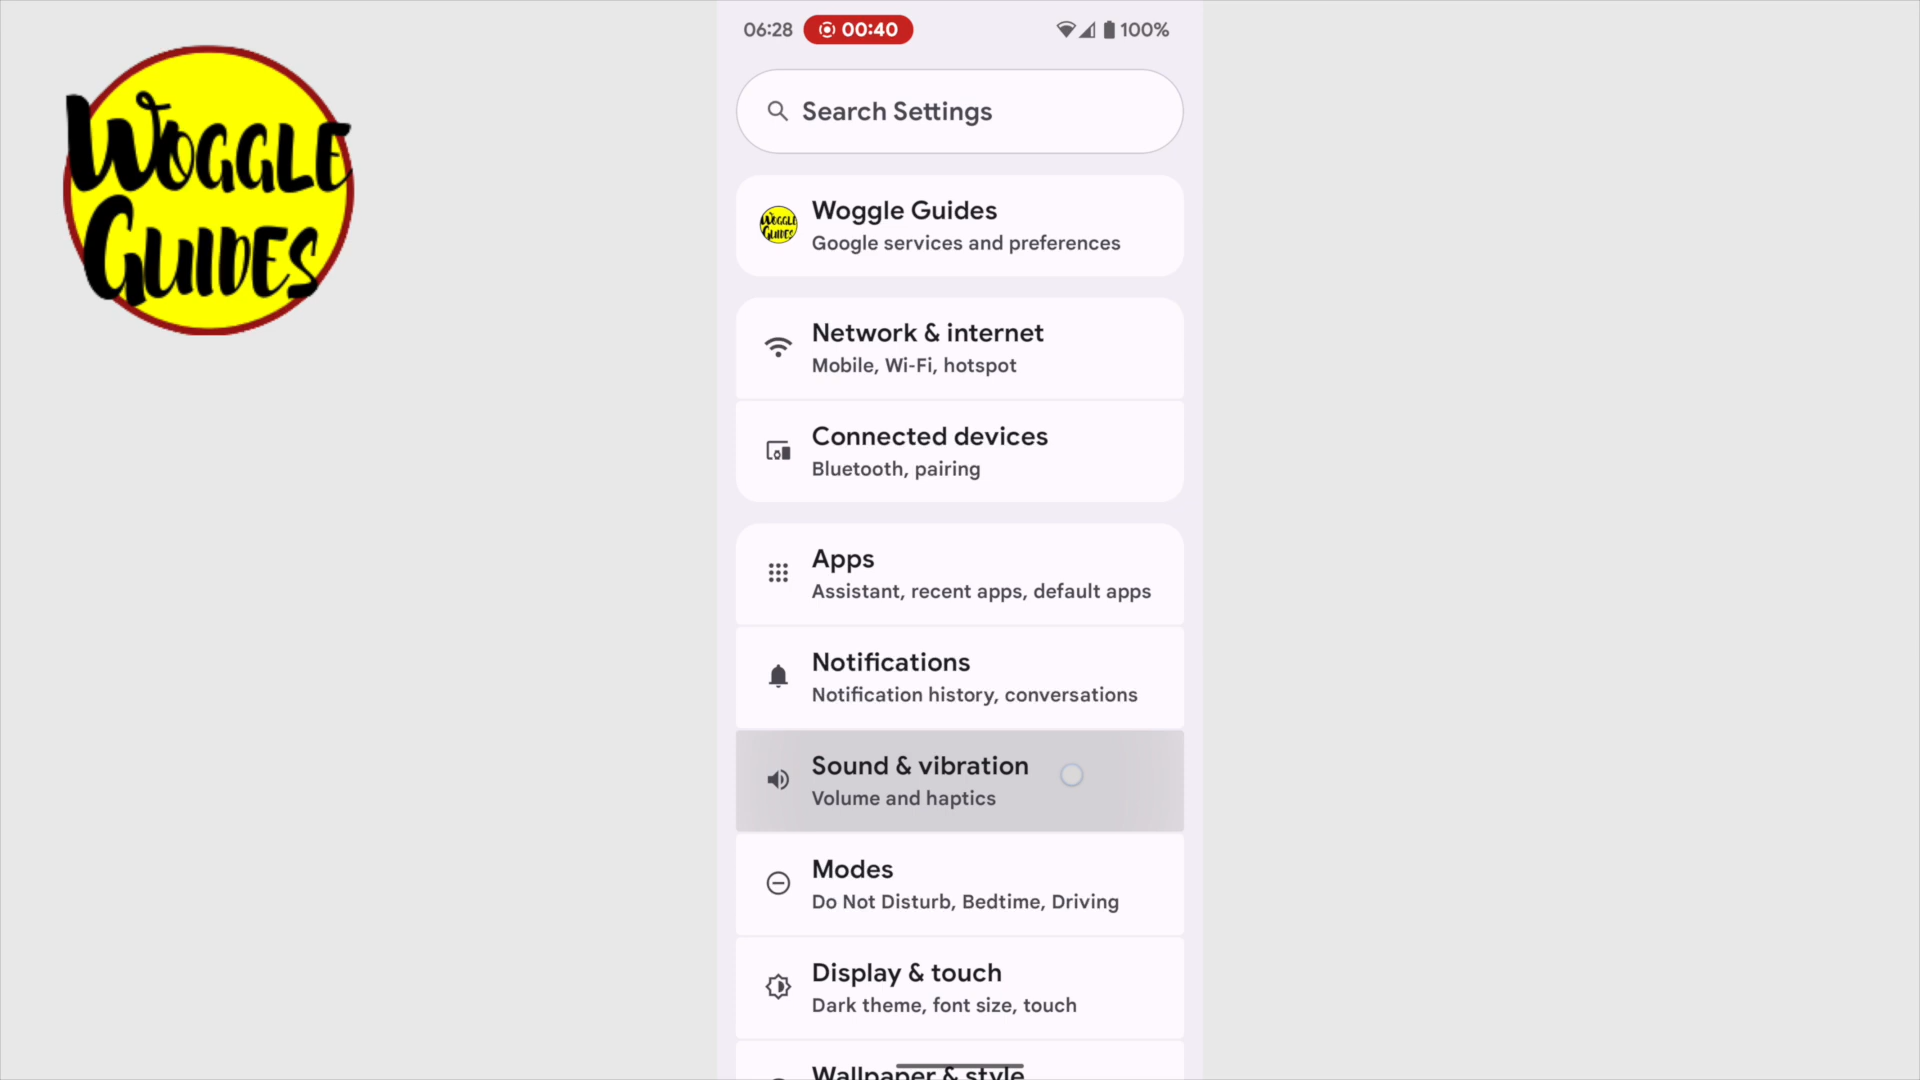 WOGGLE
GUIDES
06:28 00:40 100%
Search Settings
WOGGLE
GUIDES
Woggle Guides
Google services and preferences
Network & internet
Mobile, Wi-Fi, hotspot
Connected devices
Bluetooth, pairing
Apps
Assistant, recent apps, default apps
Notifications
Notification history, conversations
Sound & vibration
Volume and haptics
Modes
Do Not Disturb, Bedtime, Driving
Display & touch
Dark theme, font size, touch
Wallpaper & style